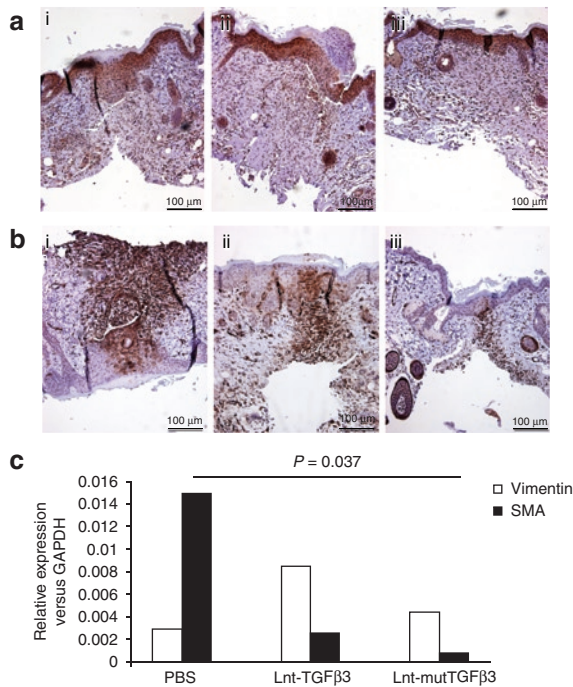 a
i
ii
iii
100 μm
100 μm
100 μm
b
i
ii
iii
100 μm
100 μm
100 μm
c
P = 0.037
Vimentin
SMA
Relative expression
versus GAPDH
0.016
0.014
0.012
0.01
0.008
0.006
0.004
0.002
0
PBS
Lnt-TGFβ3
Lnt-mutTGFβ3